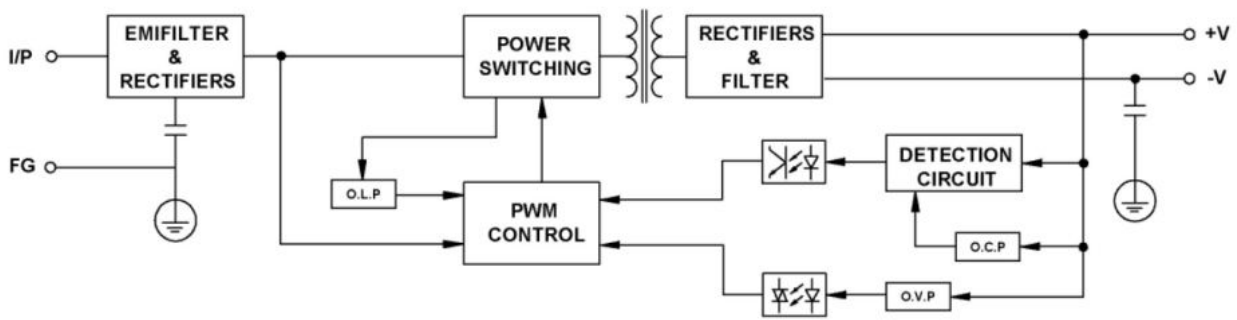 I/P
EMIFILTER
&
RECTIFIERS
POWER
SWITCHING
RECTIFIERS
&
FILTER
+V
-V
FG
O.L.P
PWM
CONTROL
DETECTION
CIRCUIT
O.C.P
O.V.P